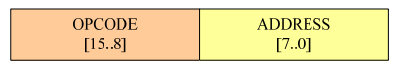 OPCODE
[15..8]
ADDRESS
[7..0]